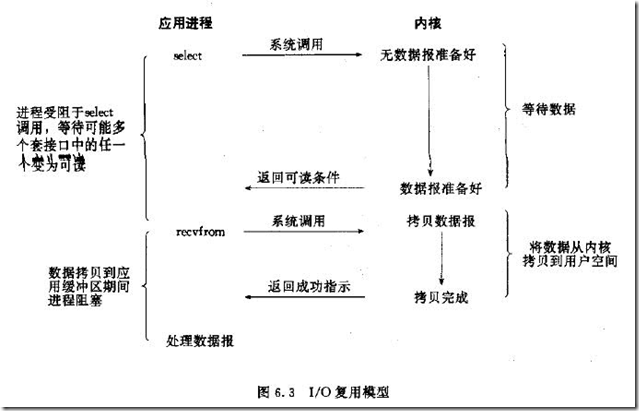 应用进程
内核
select
系统调用
无数据报准备好
进程受阻于select
调用，等待可能多
个套接口中的任一
个变为可读
等待数据
返回可读条件
数据报准备好
recvfrom
系统调用
拷贝数据报
数据拷贝到应
用缓冲区期间
进程阻塞
将数据从内核
拷贝到用户空间
返回成功指示
拷贝完成
处理数据报
图 6.3 I/O 复用模型